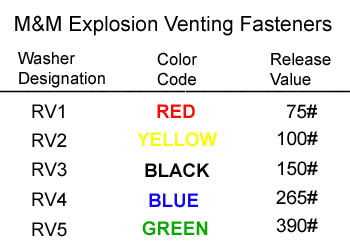 M&M Explosion Venting Fasteners
Washer Designation Color Code Release Value
RV1 RED 75#
RV2 YELLOW 100#
RV3 BLACK 150#
RV4 BLUE 265#
RV5 GREEN 390#